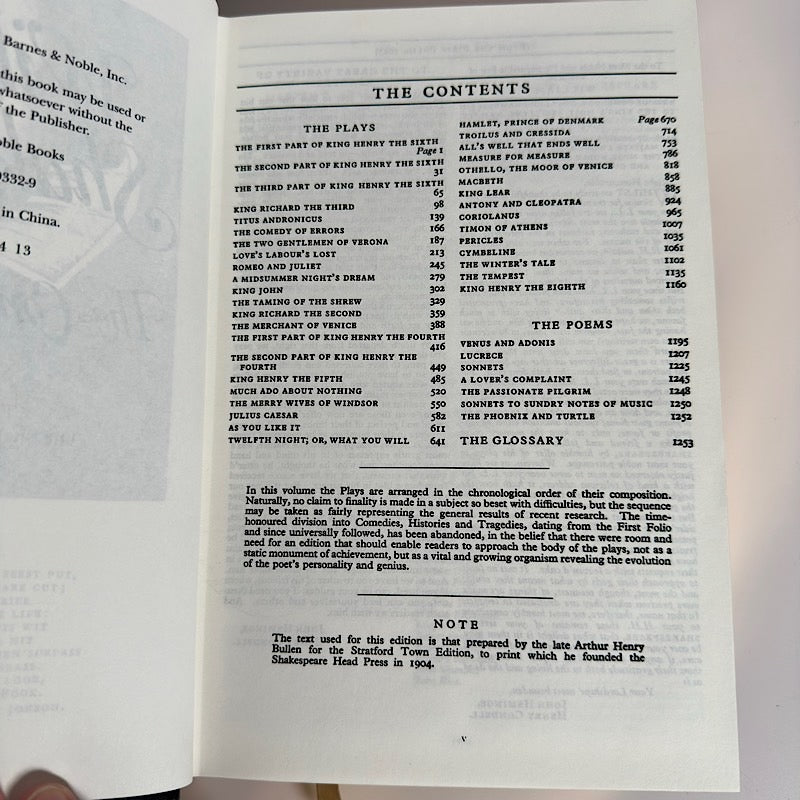 Barnes & Noble, Inc.
this book may be used or
whatsoever without the
the Publisher.
Books
0332-9
in China.
4 13
THE CONTENTS
THE PLAYS
THE FIRST PART OF KING HENRY THE SIXTH
Page 1
THE SECOND PART OF KING HENRY THE SIXTH
31
THE THIRD PART OF KING HENRY THE SIXTH
65
KING RICHARD THE THIRD 98
TITUS ANDRONICUS 139
THE COMEDY OF ERRORS 166
THE TWO GENTLEMEN OF VERONA 187
LOVE'S LABOUR'S LOST 213
ROMEO AND JULIET 245
A MIDSUMMER NIGHT'S DREAM 279
KING JOHN 302
THE TAMING OF THE SHREW 329
KING RICHARD THE SECOND 359
THE MERCHANT OF VENICE 388
THE FIRST PART OF KING HENRY THE FOURTH
416
THE SECOND PART OF KING HENRY THE
FOURTH 449
KING HENRY THE FIFTH 485
MUCH ADO ABOUT NOTHING 520
THE MERRY WIVES OF WINDSOR 550
JULIUS CAESAR 582
AS YOU LIKE IT 611
TWELFTH NIGHT; OR, WHAT YOU WILL 641
HAMLET, PRINCE OF DENMARK Page 670
TROILUS AND CRESSIDA 714
ALL'S WELL THAT ENDS WELL 753
MEASURE FOR MEASURE 786
OTHELLO, THE MOOR OF VENICE 818
MACBETH 858
KING LEAR 885
ANTONY AND CLEOPATRA 924
CORIOLANUS 965
TIMON OF ATHENS 1007
PERICLES 1035
CYMBELINE 1061
THE WINTER'S TALE 1102
THE TEMPEST 1135
KING HENRY THE EIGHTH 1160
THE POEMS
VENUS AND ADONIS 1195
LUCRECE 1207
SONNETS 1225
A LOVER'S COMPLAINT 1245
THE PASSIONATE PILGRIM 1248
SONNETS TO SUNDRY NOTES OF MUSIC 1250
THE PHOENIX AND TURTLE 1252
THE GLOSSARY 1253
In this volume the Plays are arranged in the chronological order of their composition.
Naturally, no claim to finality is made in a subject so beset with difficulties, but the sequence
may be taken as fairly representing the general results of recent research. The time-
honoured division into Comedies, Histories and Tragedies, dating from the First Folio
and since universally followed, has been abandoned, in the belief that there were room and
need for an edition that should enable readers to approach the body of the plays, not as a
static monument of achievement, but as a vital and growing organism revealing the evolution
of the poet's personality and genius.
NOTE
The text used for this edition is that prepared by the late Arthur Henry
Bullen for the Stratford Town Edition, to print which he founded the
Shakespeare Head Press in 1904.
v